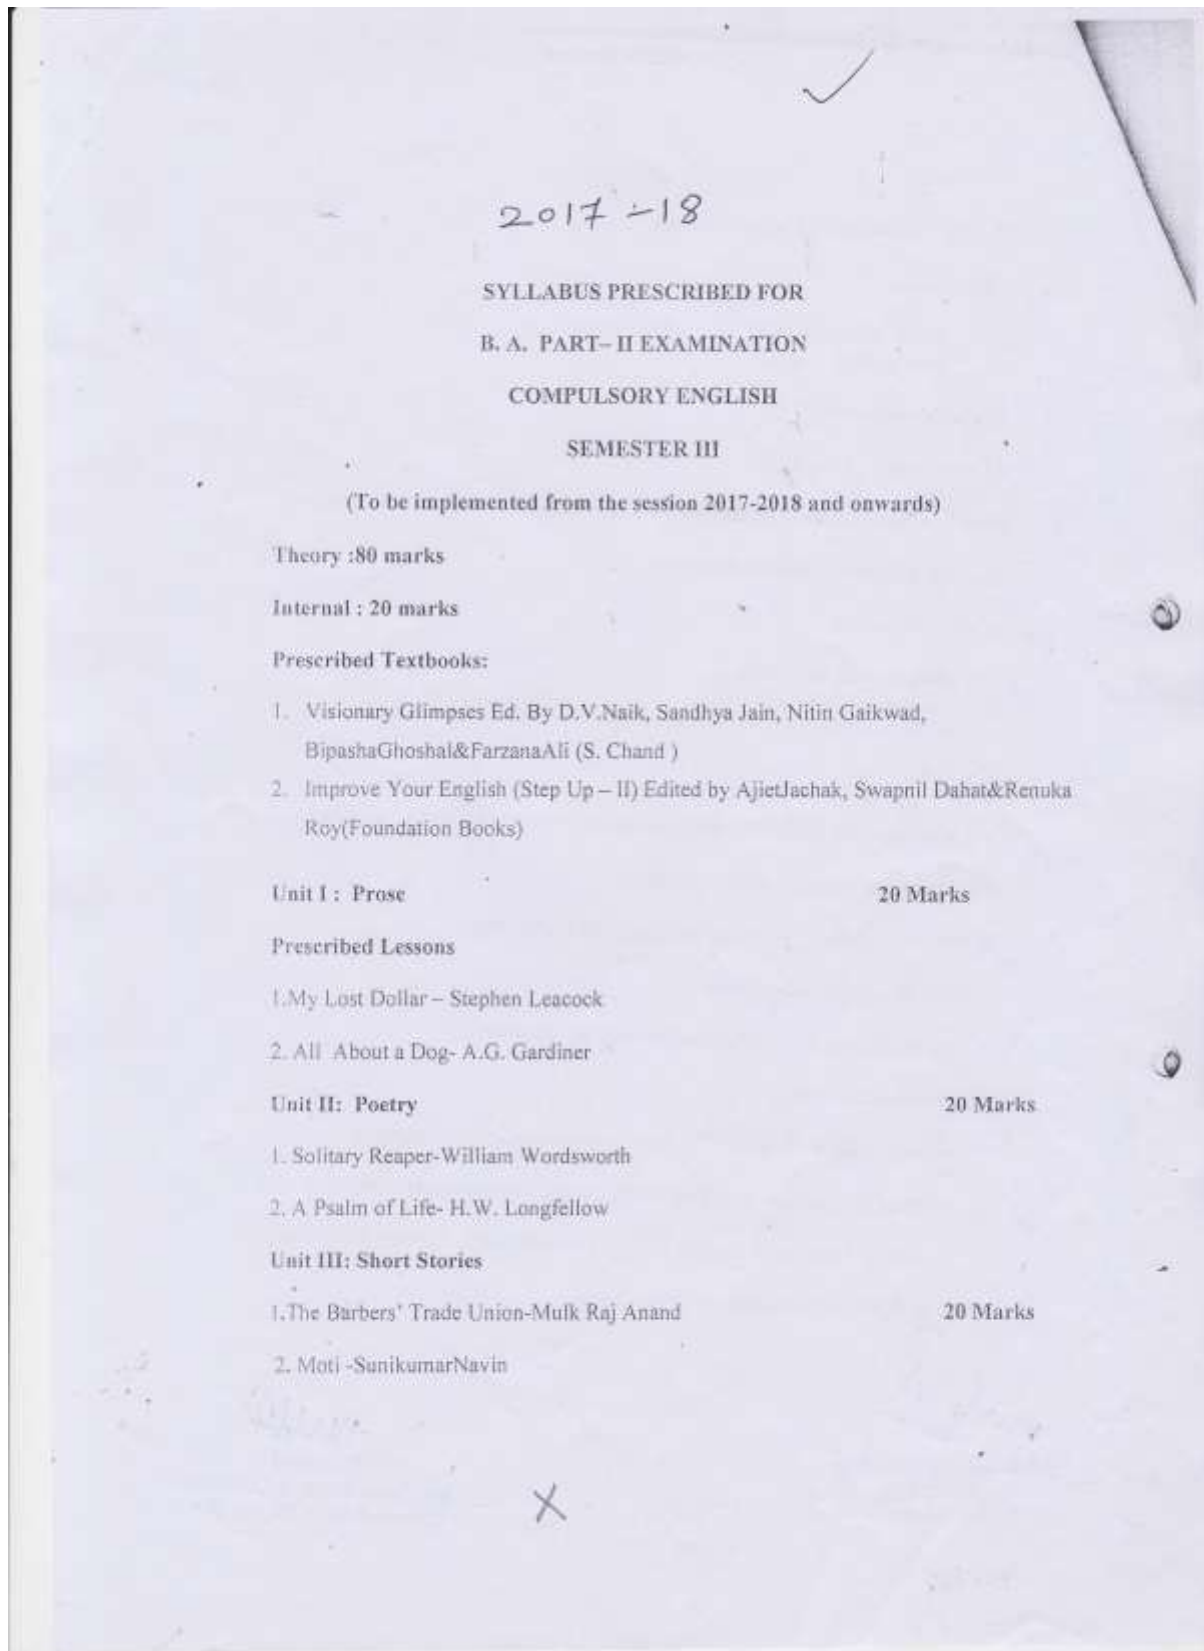 2017-18
SYLLABUS PRESCRIBED FOR
B. A. PART– II EXAMINATION
COMPULSORY ENGLISH
SEMESTER III
(To be implemented from the session 2017-2018 and onwards)
Theory :80 marks
Internal : 20 marks
Prescribed Textbooks:
1. Visionary Glimpses Ed. By D.V.Naik, Sandhya Jain, Nitin Gaikwad,
BipashaGhoshal&FarzanaAli (S. Chand )
2. Improve Your English (Step Up – II) Edited by AjietJachak, Swapnil Dahat&Renuka
Roy(Foundation Books)
Unit I : Prose 20 Marks
Prescribed Lessons
1.My Lost Dollar – Stephen Leacock
2. All About a Dog- A.G. Gardiner
Unit II: Poetry 20 Marks
1. Solitary Reaper-William Wordsworth
2. A Psalm of Life- H.W. Longfellow
Unit III: Short Stories
1.The Barbers' Trade Union-Mulk Raj Anand 20 Marks
2. Moti -SunikumarNavin
X